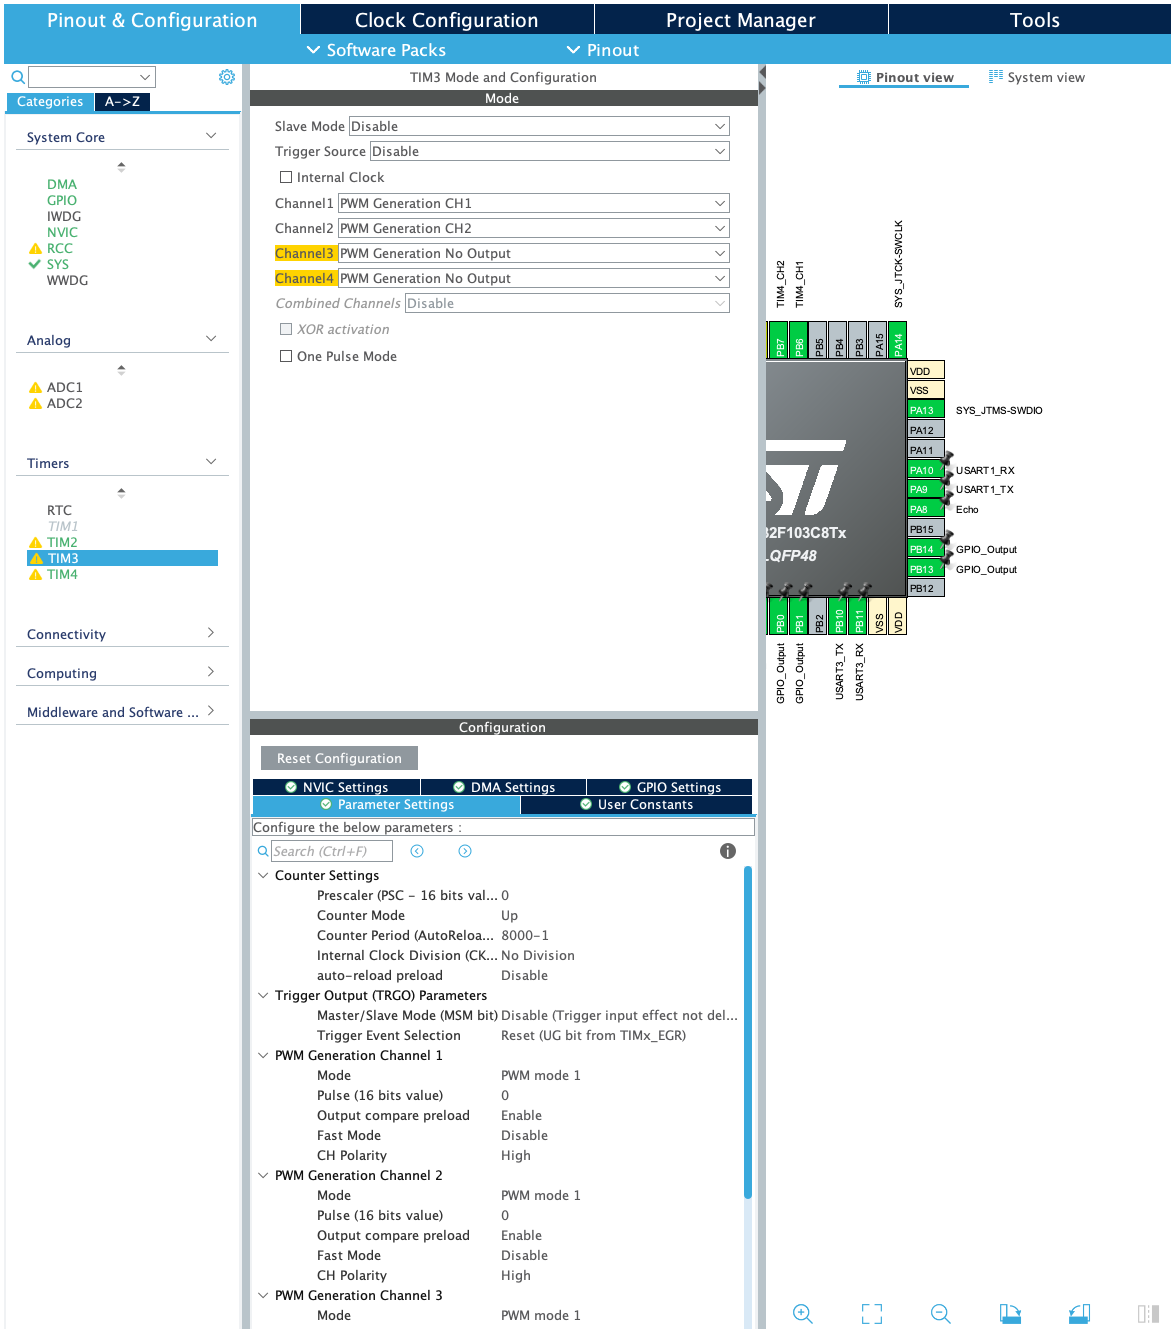 Pinout & Configuration
Clock Configuration
Project Manager
Tools
Software Packs
Pinout
Categories
A->Z
System Core
DMA
GPIO
IWDG
NVIC
RCC
SYS
WWDG
Analog
ADC1
ADC2
Timers
RTC
TIM1
TIM2
TIM3
TIM4
Connectivity
Computing
Middleware and Software ...
TIM3 Mode and Configuration
Mode
Slave Mode Disable
Trigger Source Disable
Internal Clock
Channel1 PWM Generation CH1
Channel2 PWM Generation CH2
Channel3 PWM Generation No Output
Channel4 PWM Generation No Output
Combined Channels Disable
XOR activation
One Pulse Mode
Configuration
Reset Configuration
NVIC Settings
DMA Settings
GPIO Settings
Parameter Settings
User Constants
Configure the below parameters :
Search (Ctrl+F)
Counter Settings
Prescaler (PSC - 16 bits val... 0
Counter Mode Up
Counter Period (AutoReloa... 8000-1
Internal Clock Division (CK... No Division
auto-reload preload Disable
Trigger Output (TRGO) Parameters
Master/Slave Mode (MSM bit) Disable (Trigger input effect not del...
Trigger Event Selection Reset (UG bit from TIMx_EGR)
PWM Generation Channel 1
Mode PWM mode 1
Pulse (16 bits value) 0
Output compare preload Enable
Fast Mode Disable
CH Polarity High
PWM Generation Channel 2
Mode PWM mode 1
Pulse (16 bits value) 0
Output compare preload Enable
Fast Mode Disable
CH Polarity High
PWM Generation Channel 3
Mode PWM mode 1
Pinout view
System view
TIM4_CH2
TIM4_CH1
SYS_JTCK-SWCLK
PB7
PB6
PB5
PB4
PB3
PA15
PA14
VDD
VSS
PA13 SYS_JTMS-SWDIO
PA12
PA11
PA10 USART1_RX
PA9 USART1_TX
PA8 Echo
PB15
PB14 GPIO_Output
PB13 GPIO_Output
PB12
ST
32F103C8Tx
LQFP48
PB0
PB1
PB2
PB10
PB11
VSS
VDD
GPIO_Output
GPIO_Output
USART3_TX
USART3_RX